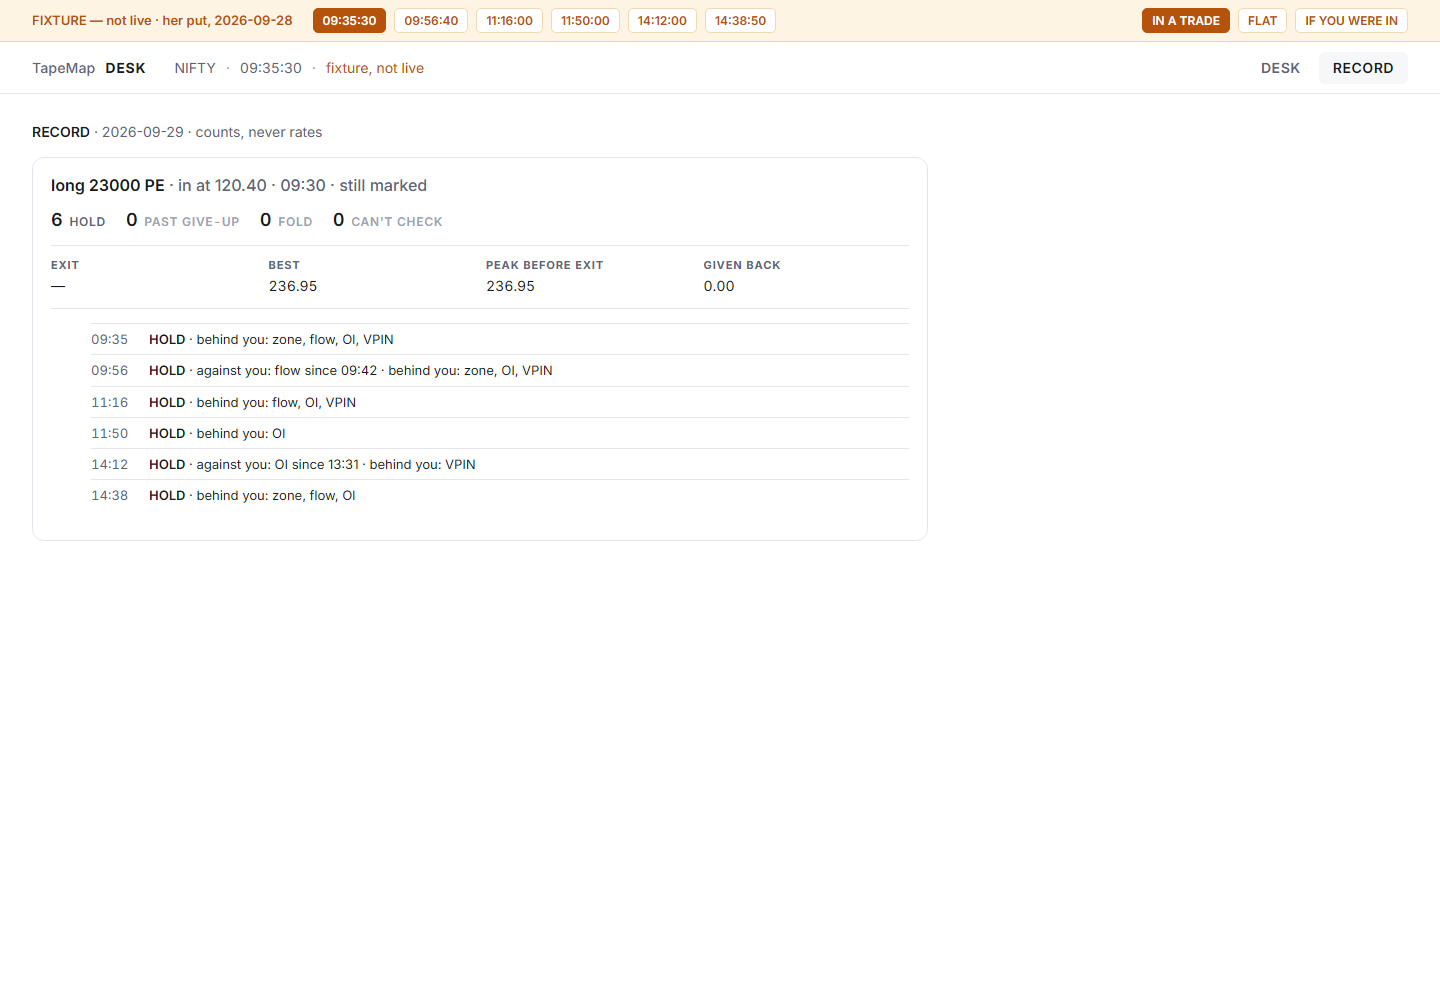 FIXTURE — not live · her put, 2026-09-28 09:35:30 09:56:40 11:16:00 11:50:00 14:12:00 14:38:50 IN A TRADE FLAT IF YOU WERE IN
TapeMap DESK NIFTY · 09:35:30 · fixture, not live DESK RECORD
RECORD · 2026-09-29 · counts, never rates
long 23000 PE · in at 120.40 · 09:30 · still marked
6 HOLD 0 PAST GIVE-UP 0 FOLD 0 CAN'T CHECK
EXIT BEST PEAK BEFORE EXIT GIVEN BACK
— 236.95 236.95 0.00
09:35 HOLD · behind you: zone, flow, OI, VPIN
09:56 HOLD · against you: flow since 09:42 · behind you: zone, OI, VPIN
11:16 HOLD · behind you: flow, OI, VPIN
11:50 HOLD · behind you: OI
14:12 HOLD · against you: OI since 13:31 · behind you: VPIN
14:38 HOLD · behind you: zone, flow, OI